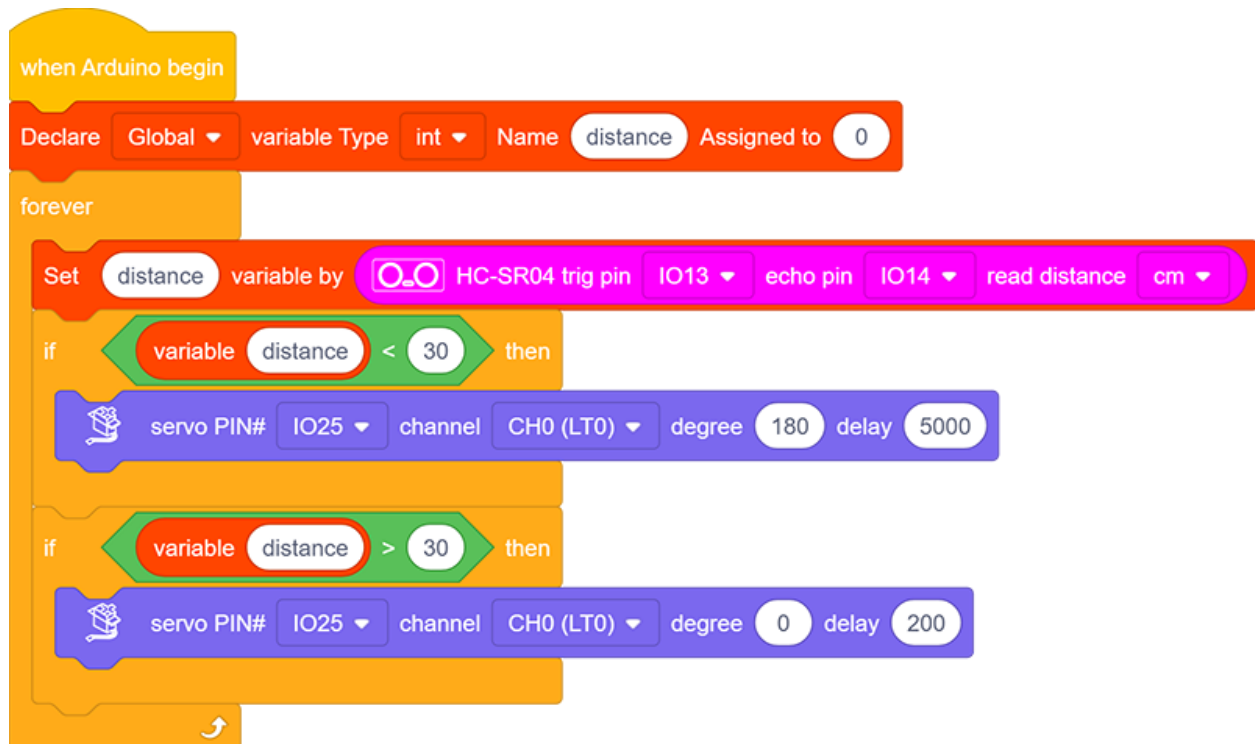 when Arduino begin
Declare Global variable Type int Name distance Assigned to 0
forever
Set distance variable by HC-SR04 trig pin IO13 echo pin IO14 read distance cm
if variable distance < 30 then
servo PIN# IO25 channel CH0 (LT0) degree 180 delay 5000
if variable distance > 30 then
servo PIN# IO25 channel CH0 (LT0) degree 0 delay 200